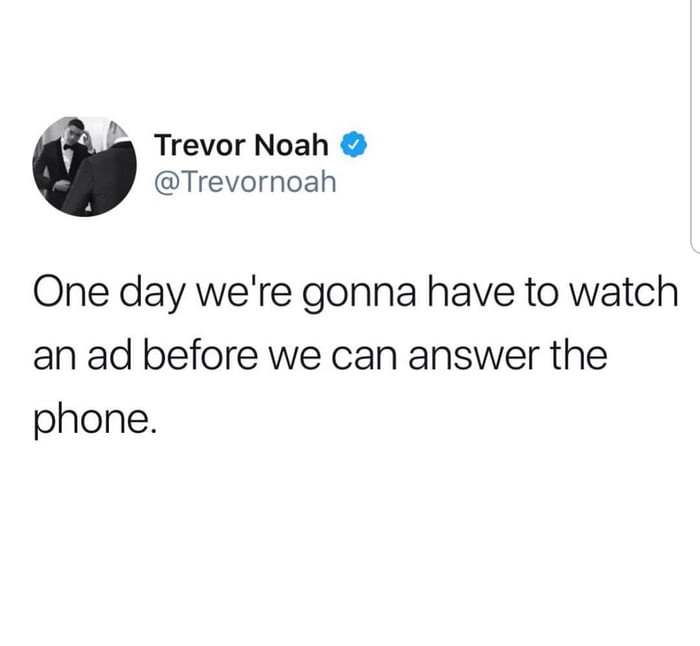 Trevor Noah
@Trevornoah
One day we're gonna have to watch
an ad before we can answer the
phone.